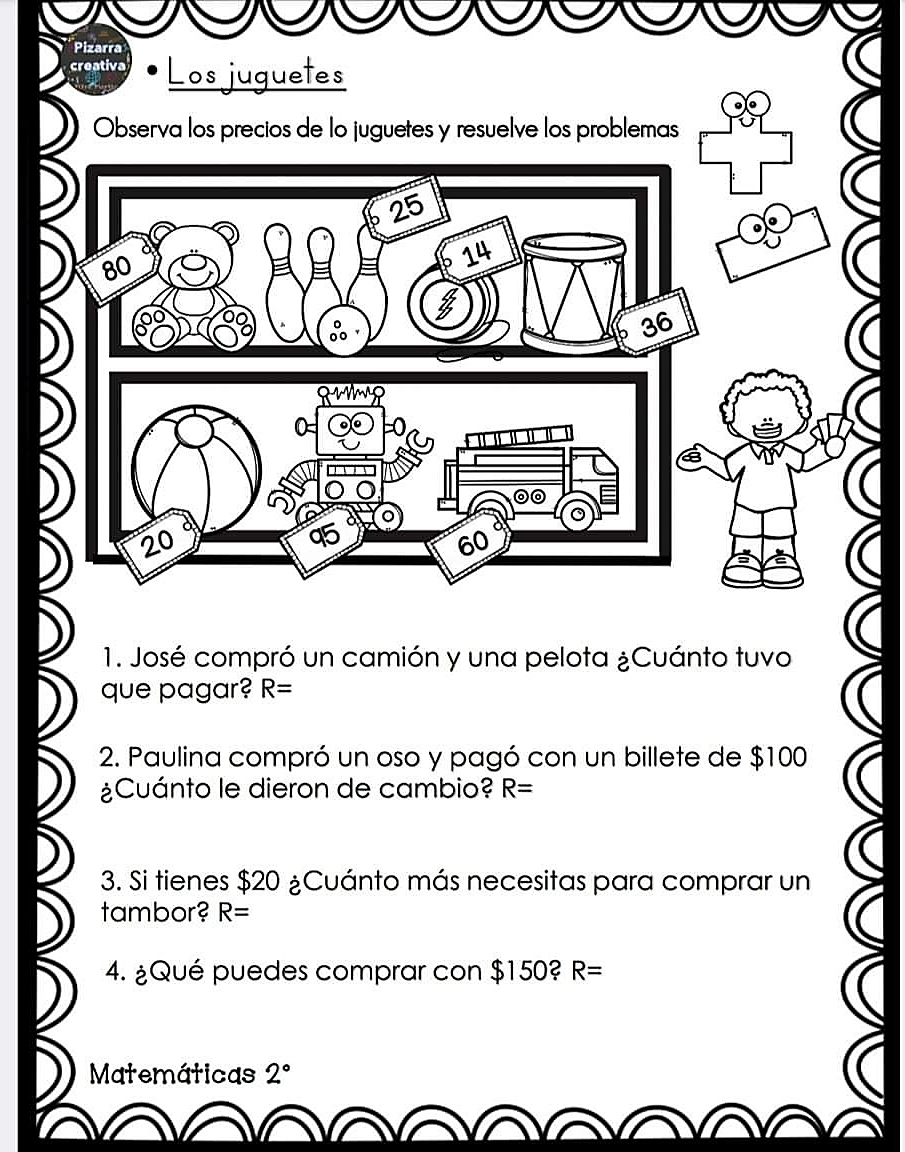 Pizarra
creativa
• Los juguetes
Observa los precios de lo juguetes y resuelve los problemas
80
25
14
36
20
95
60
1. José compró un camión y una pelota ¿Cuánto tuvo
que pagar? R=
2. Paulina compró un oso y pagó con un billete de $100
¿Cuánto le dieron de cambio? R=
3. Si tienes $20 ¿Cuánto más necesitas para comprar un
tambor? R=
4. ¿Qué puedes comprar con $150? R=
Matemáticas 2°